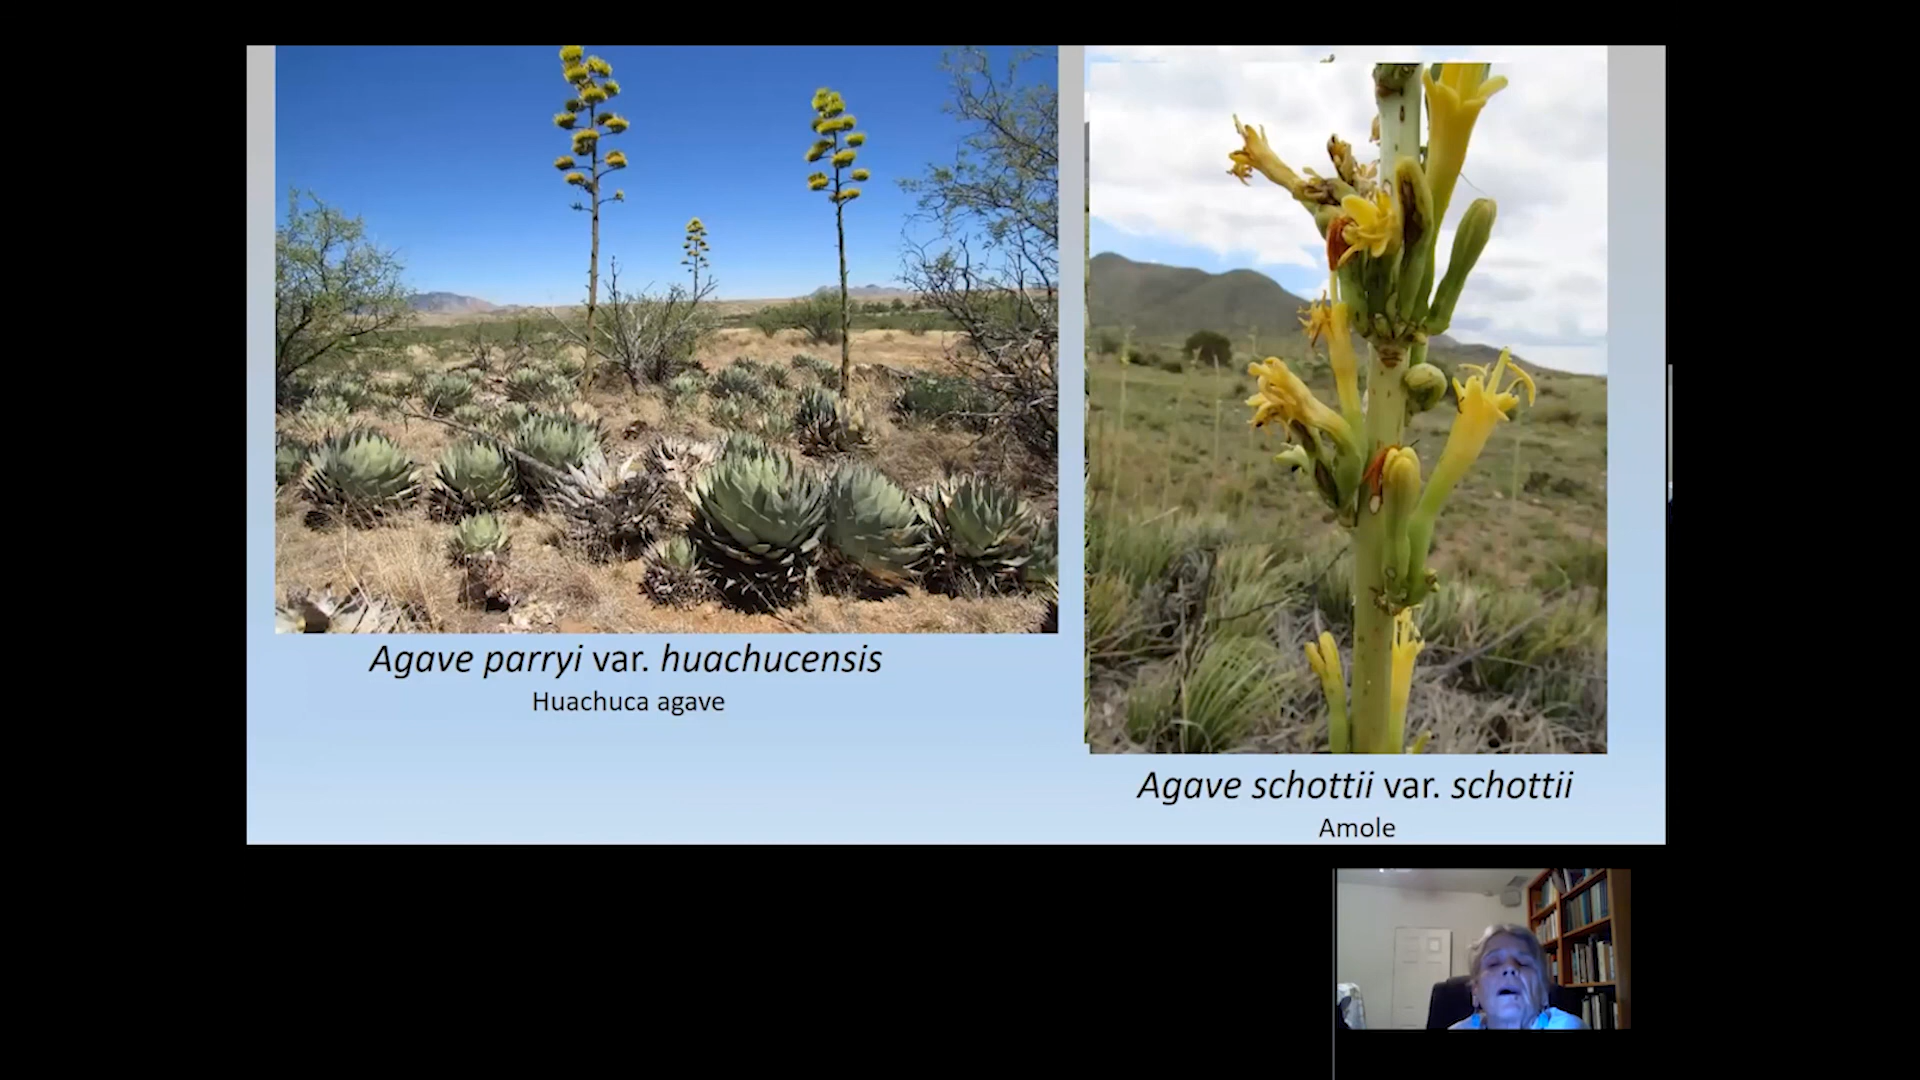 Agave parryi var. huachucensis
Huachuca agave
Agave schottii var. schottii
Amole